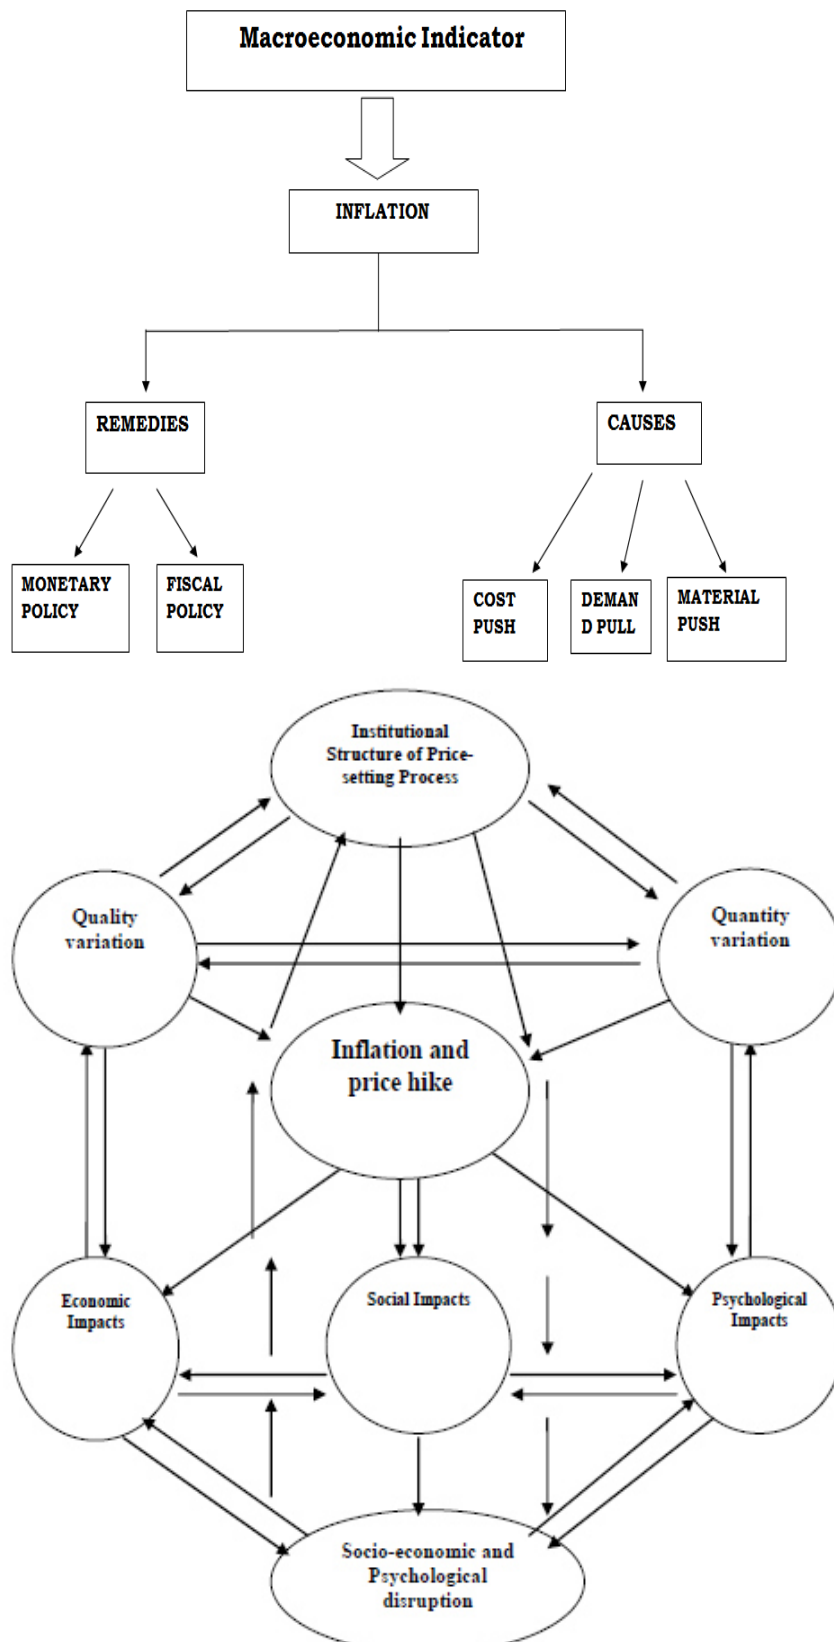 Macroeconomic Indicator
INFLATION
REMEDIES
CAUSES
MONETARY
POLICY
FISCAL
POLICY
COST
PUSH
DEMAN
D PULL
MATERIAL
PUSH
Institutional
Structure of Price-
setting Process
Quality
variation
Quantity
variation
Inflation and
price hike
Economic
Impacts
Social Impacts
Psychological
Impacts
Socio-economic and
Psychological
disruption